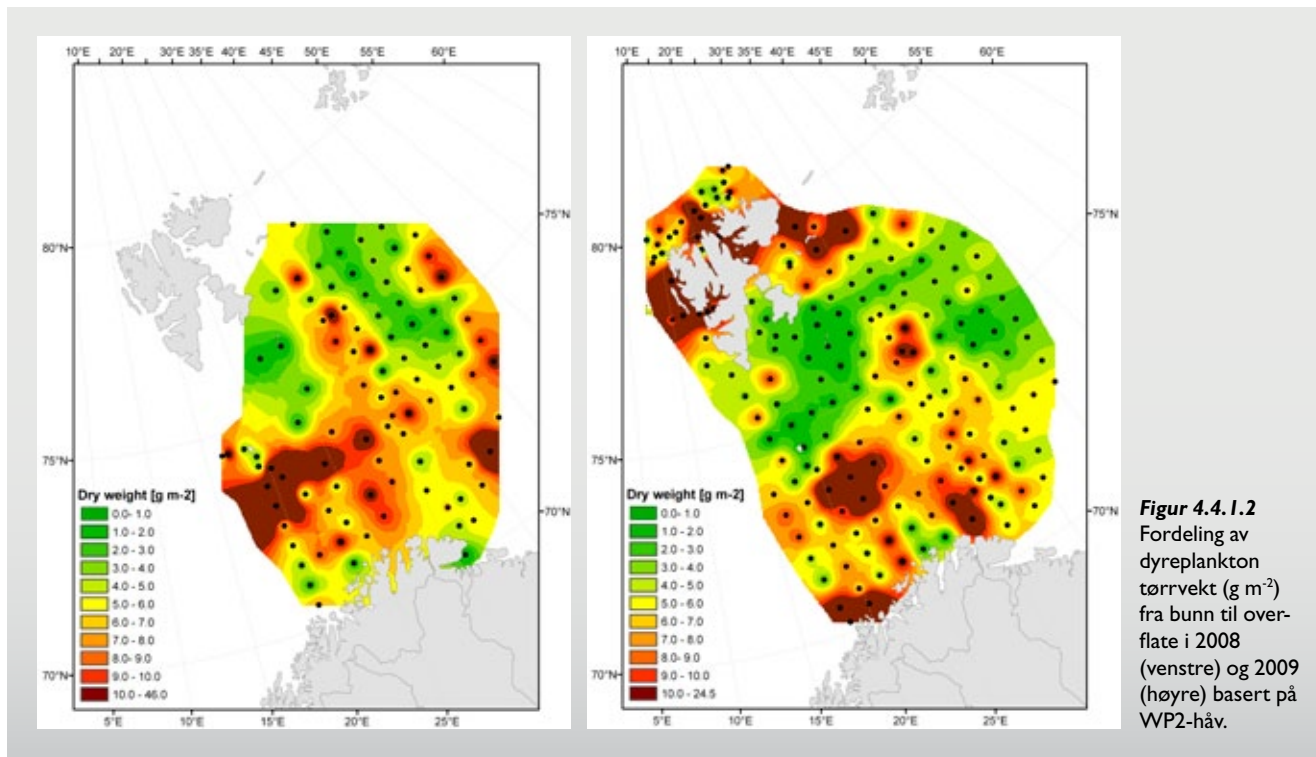 10°E 20°E 30°E 35°E 40°E 45°E 50°E 55°E 60°E
80°N
75°N
75°N
70°N
70°N
Dry weight [g m-2]
0.0- 1.0
1.0 - 2.0
2.0 - 3.0
3.0 - 4.0
4.0 - 5.0
5.0 - 6.0
6.0 - 7.0
7.0 - 8.0
8.0- 9.0
9.0 - 10.0
10.0 - 46.0
5°E 10°E 15°E 20°E 25°E
10°E 20°E 30°E 35°E 40°E 45°E 50°E 55°E 60°E
80°N
75°N
75°N
70°N
70°N
Dry weight [g m-2]
0.0- 1.0
1.0 - 2.0
2.0 - 3.0
3.0 - 4.0
4.0 - 5.0
5.0 - 6.0
6.0 - 7.0
7.0 - 8.0
8.0- 9.0
9.0 - 10.0
10.0 - 24.5
5°E 10°E 15°E 20°E 25°E
Figur 4.4.1.2
Fordeling av
dyreplankton
tørrvekt (g m-2)
fra bunn til over-
flate i 2008
(venstre) og 2009
(høyre) basert på
WP2-håv.